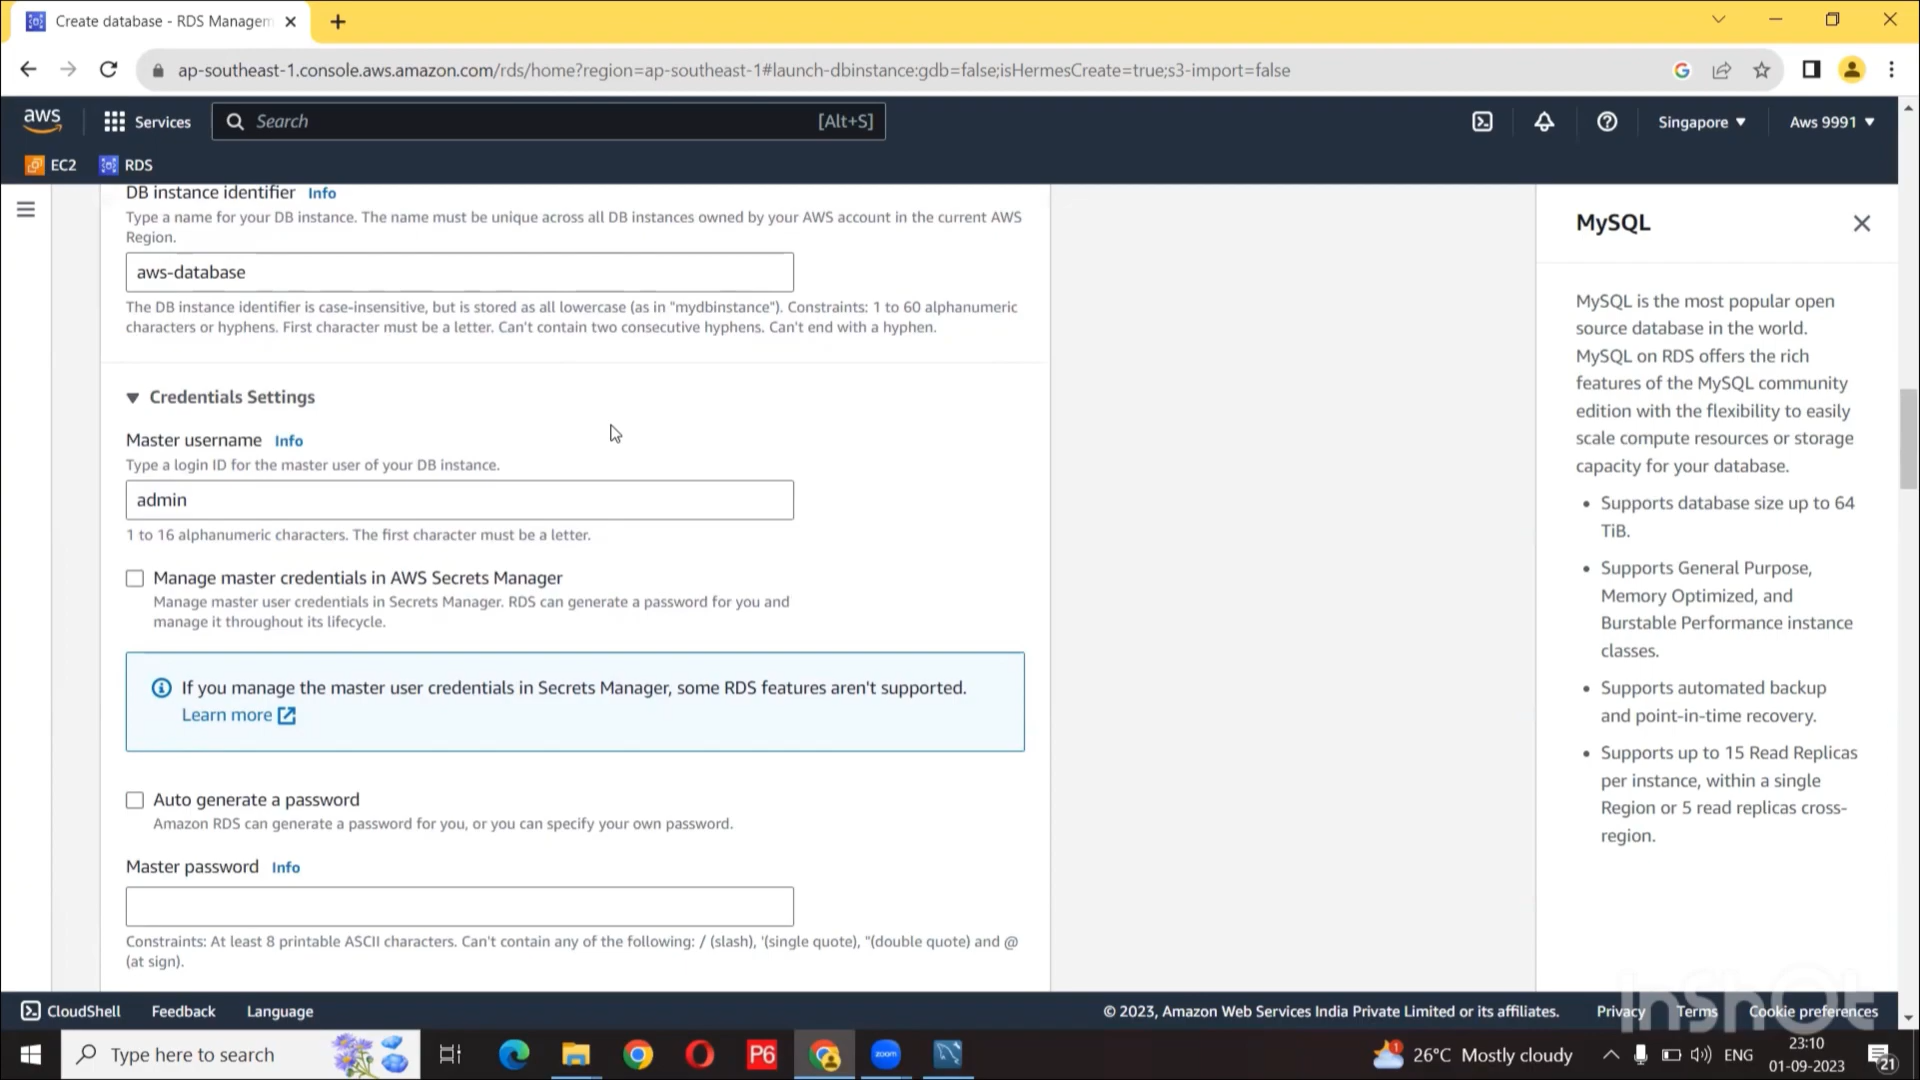 Create database - RDS Managem
ap-southeast-1.console.aws.amazon.com/rds/home?region=ap-southeast-1#launch-dbinstance:gdb=false;isHermesCreate=true;s3-import=false
aws
Services
Search
[Alt+S]
Singapore
Aws 9991
EC2
RDS
DB instance identifier Info
Type a name for your DB instance. The name must be unique across all DB instances owned by your AWS account in the current AWS
Region.
aws-database
The DB instance identifier is case-insensitive, but is stored as all lowercase (as in "mydbinstance"). Constraints: 1 to 60 alphanumeric
characters or hyphens. First character must be a letter. Can't contain two consecutive hyphens. Can't end with a hyphen.
Credentials Settings
Master username Info
Type a login ID for the master user of your DB instance.
admin
1 to 16 alphanumeric characters. The first character must be a letter.
Manage master credentials in AWS Secrets Manager
Manage master user credentials in Secrets Manager. RDS can generate a password for you and
manage it throughout its lifecycle.
If you manage the master user credentials in Secrets Manager, some RDS features aren't supported.
Learn more
Auto generate a password
Amazon RDS can generate a password for you, or you can specify your own password.
Master password Info
Constraints: At least 8 printable ASCII characters. Can't contain any of the following: / (slash), '(single quote), "(double quote) and @
(at sign).
MySQL
MySQL is the most popular open
source database in the world.
MySQL on RDS offers the rich
features of the MySQL community
edition with the flexibility to easily
scale compute resources or storage
capacity for your database.
• Supports database size up to 64
TiB.
• Supports General Purpose,
Memory Optimized, and
Burstable Performance instance
classes.
• Supports automated backup
and point-in-time recovery.
• Supports up to 15 Read Replicas
per instance, within a single
Region or 5 read replicas cross-
region.
InShOt
CloudShell
Feedback
Language
© 2023, Amazon Web Services India Private Limited or its affiliates.
Privacy
Terms
Cookie preferences
Type here to search
P6
zoom
1
26°C Mostly cloudy
ENG
23:10
01-09-2023
21